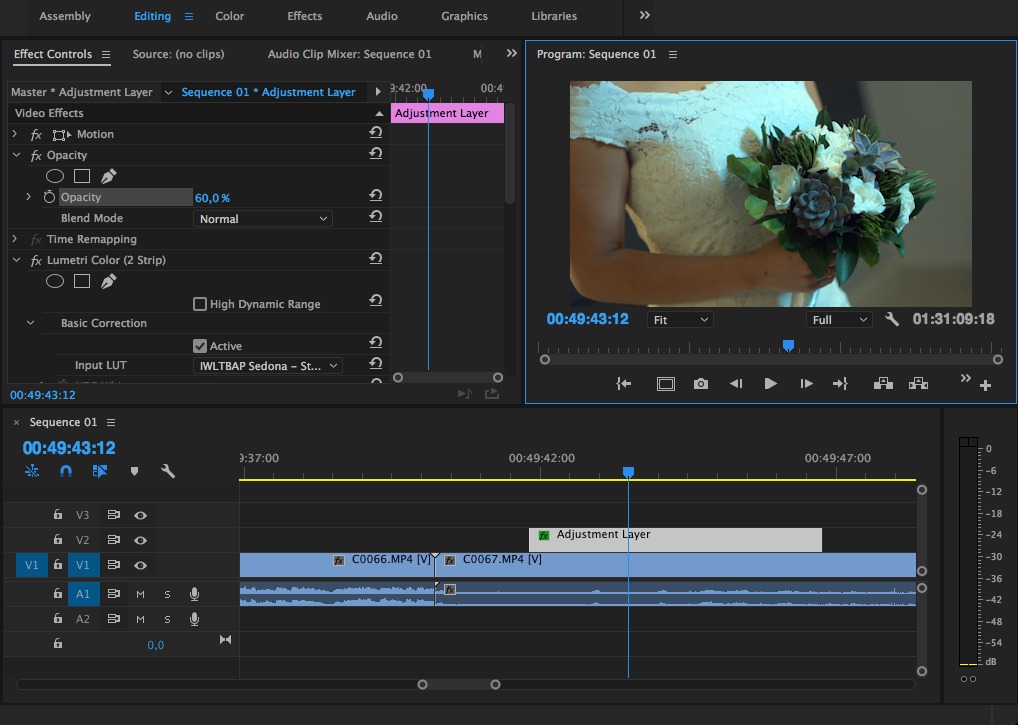 Assembly Editing Color Effects Audio Graphics Libraries
Effect Controls Source: (no clips) Audio Clip Mixer: Sequence 01 M
Master * Adjustment Layer Sequence 01 * Adjustment Layer
Video Effects
fx Motion
fx Opacity
Opacity 60,0 %
Blend Mode Normal
fx Time Remapping
fx Lumetri Color (2 Strip)
High Dynamic Range
Basic Correction
Active
Input LUT IWLTBAP Sedona – St...
00:49:43:12
9:42:00 00:4
Adjustment Layer
Program: Sequence 01
00:49:43:12 Fit Full 01:31:09:18
× Sequence 01
00:49:43:12
9:37:00 00:49:42:00 00:49:47:00
V3
V2 fx Adjustment Layer
V1 V1 fx C0066.MP4 [V] fx C0067.MP4 [V]
A1 M S fx
A2 M S
0,0
0
-6
-12
-18
-24
-30
-36
-42
-48
-54
dB